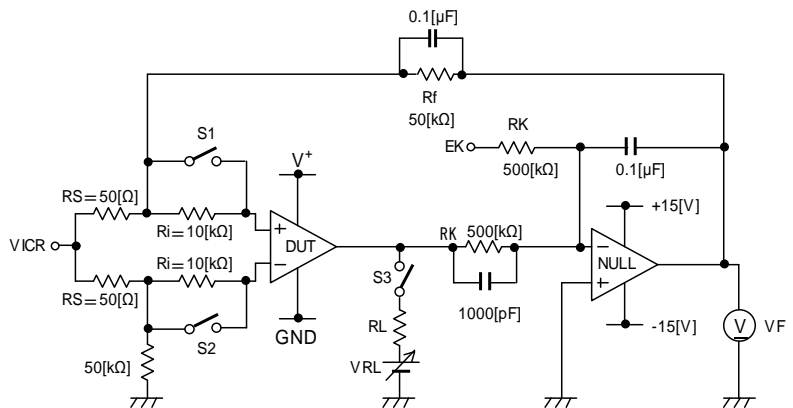 0.1[µF]
Rf
50[kΩ]
S1
RK
EK
500[kΩ]
0.1[µF]
V+
RS=50[Ω]
Ri=10[kΩ]
+15[V]
VICR
+
DUT
−
RK
500[kΩ]
−
NULL
+
Ri=10[kΩ]
RS=50[Ω]
S3
1000[pF]
V
VF
S2
GND
RL
-15[V]
50[kΩ]
VRL